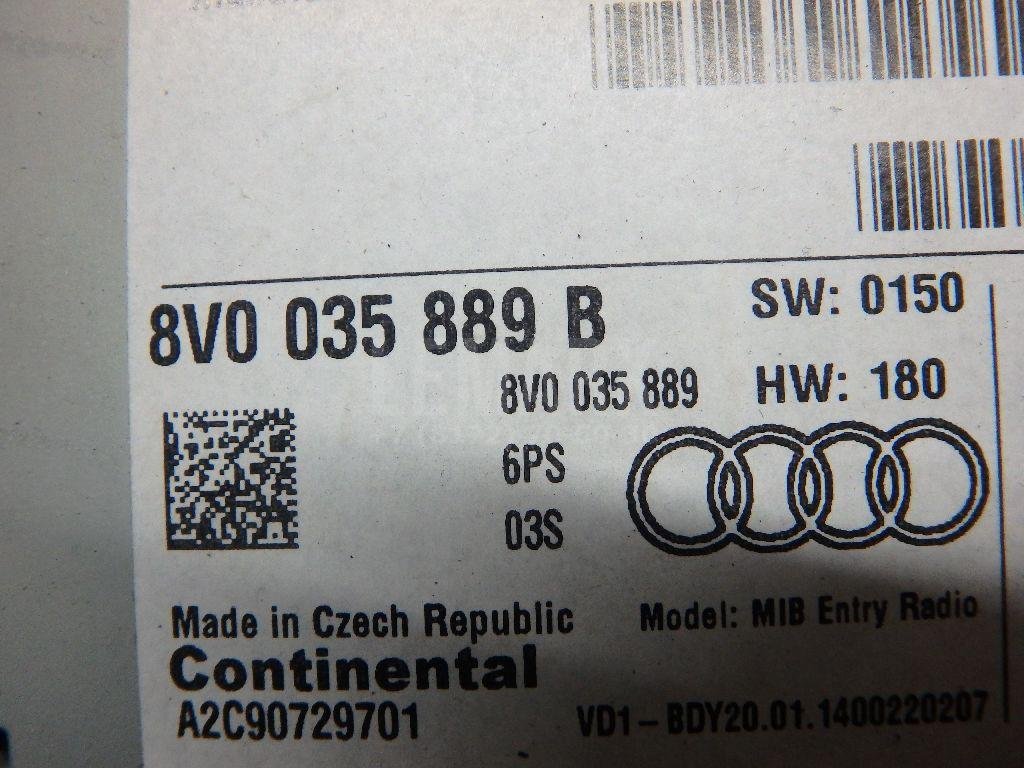 8V0 035 889 B
SW: 0150
8V0 035 889
HW: 180
6PS
03S
Made in Czech Republic
Model: MIB Entry Radio
Continental
A2C90729701
VD1-BDY20.01.1400220207